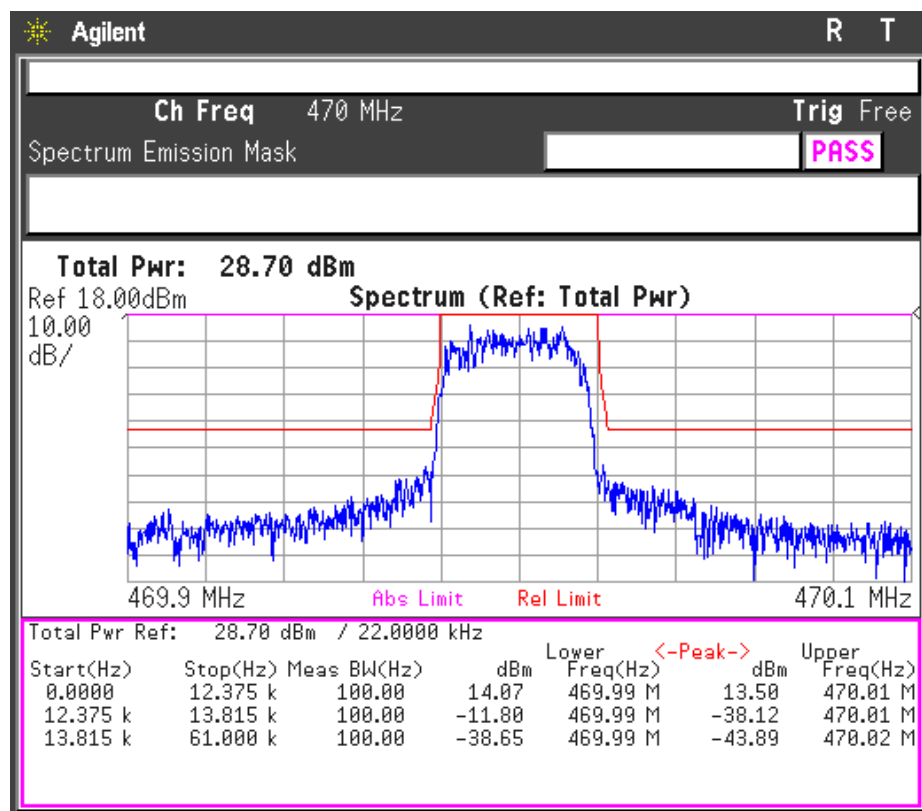 Agilent R T
Ch Freq 470 MHz Trig Free
Spectrum Emission Mask PASS
Total Pwr: 28.70 dBm
Ref 18.00dBm Spectrum (Ref: Total Pwr)
10.00
dB/
469.9 MHz Abs Limit Rel Limit 470.1 MHz
Total Pwr Ref: 28.70 dBm / 22.0000 kHz
Lower <-Peak-> Upper
Start(Hz) Stop(Hz) Meas BW(Hz) dBm Freq(Hz) dBm Freq(Hz)
0.0000 12.375 k 100.00 14.07 469.99 M 13.50 470.01 M
12.375 k 13.815 k 100.00 -11.80 469.99 M -38.12 470.01 M
13.815 k 61.000 k 100.00 -38.65 469.99 M -43.89 470.02 M